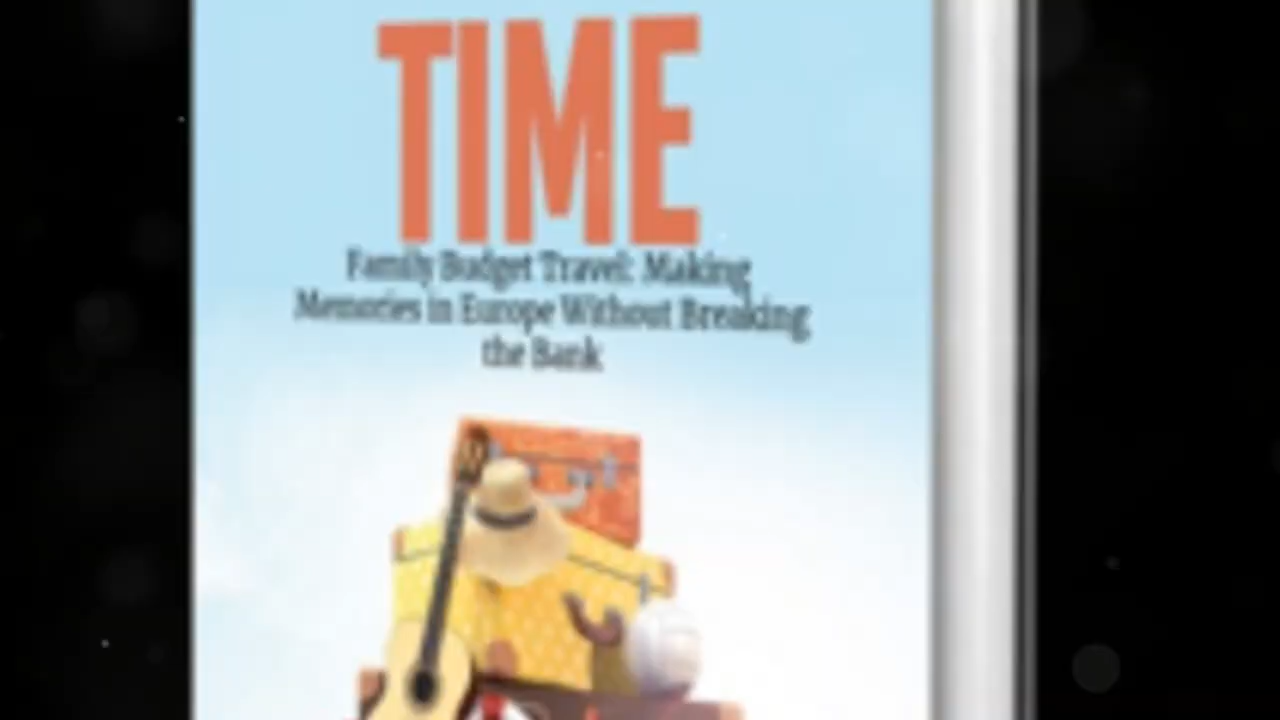 TIME
Family Budget Travel: Making
Memories in Europe Without Breaking
the Bank